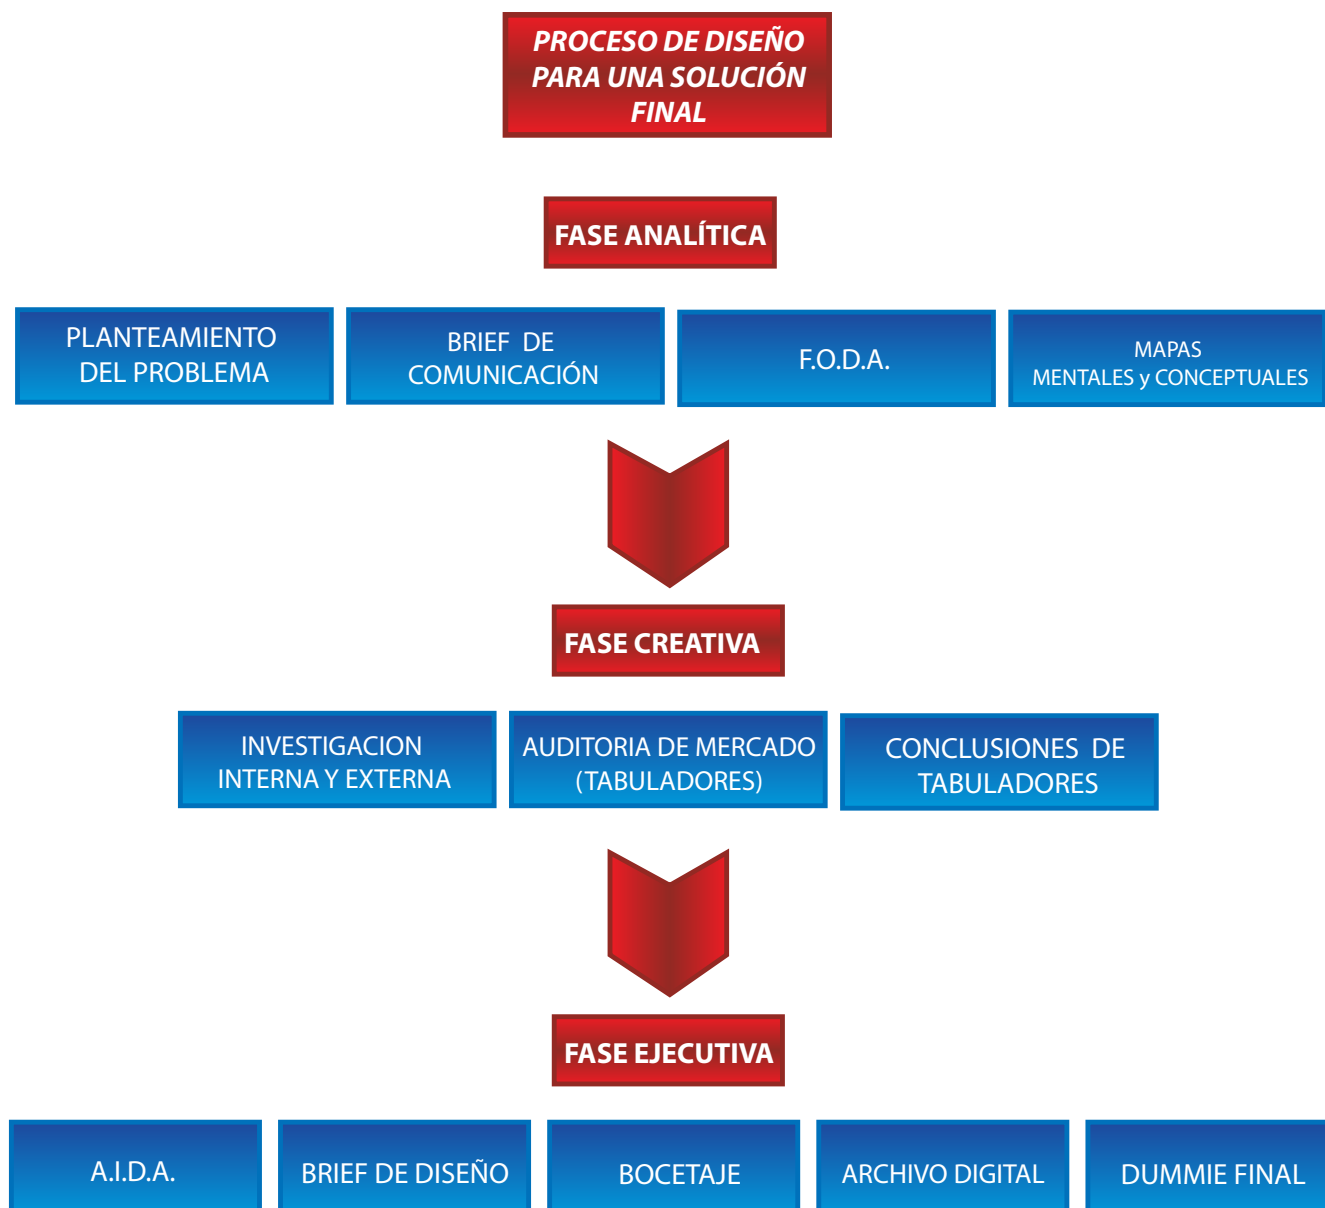 PROCESO DE DISEÑO
PARA UNA SOLUCIÓN
FINAL
FASE ANALÍTICA
PLANTEAMIENTO
DEL PROBLEMA
BRIEF DE
COMUNICACIÓN
F.O.D.A.
MAPAS
MENTALES y CONCEPTUALES
FASE CREATIVA
INVESTIGACION
INTERNA Y EXTERNA
AUDITORIA DE MERCADO
(TABULADORES)
CONCLUSIONES DE
TABULADORES
FASE EJECUTIVA
A.I.D.A.
BRIEF DE DISEÑO
BOCETAJE
ARCHIVO DIGITAL
DUMMIE FINAL